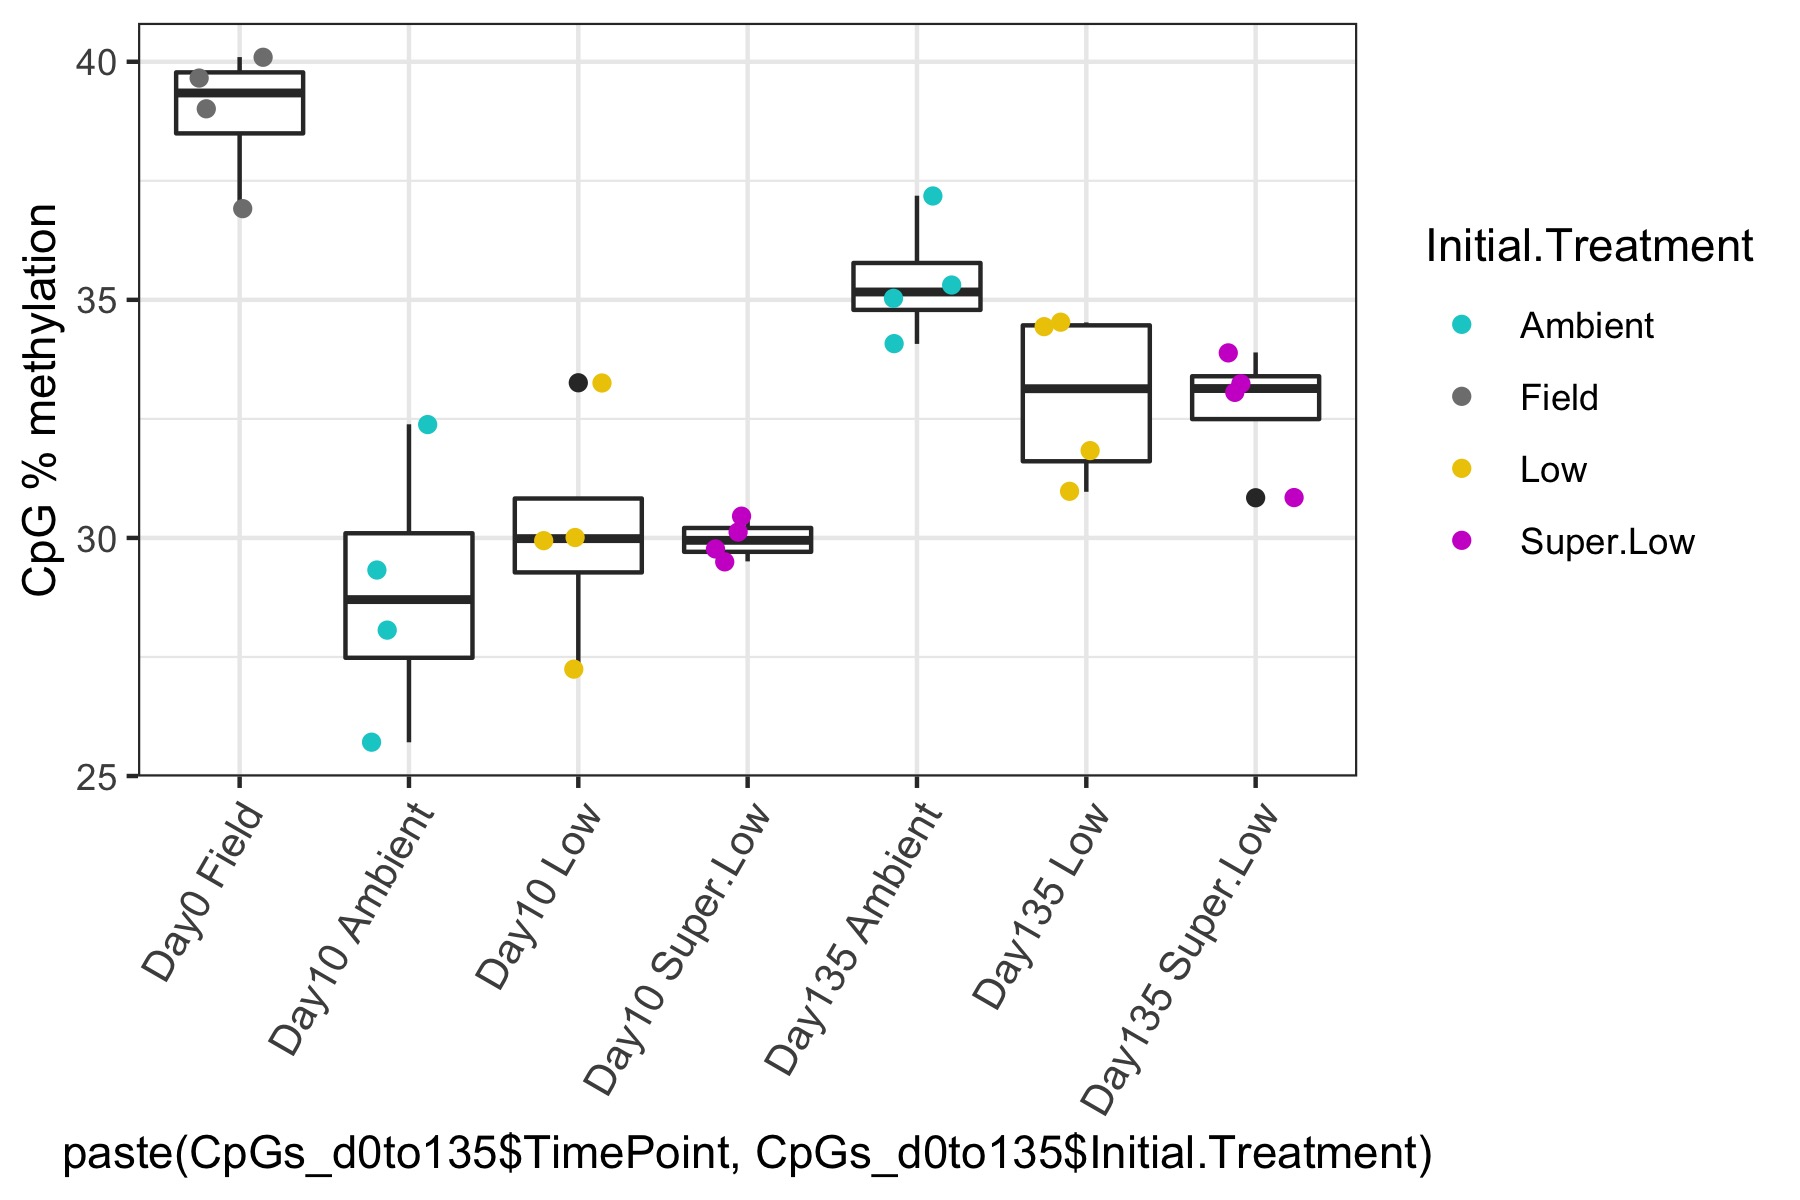 CpG % methylation
40
35
30
25
Day0 Field
Day10 Ambient
Day10 Low
Day10 Super.Low
Day135 Ambient
Day135 Low
Day135 Super.Low
paste(CpGs_d0to135$TimePoint, CpGs_d0to135$Initial.Treatment)
Initial.Treatment
Ambient
Field
Low
Super.Low